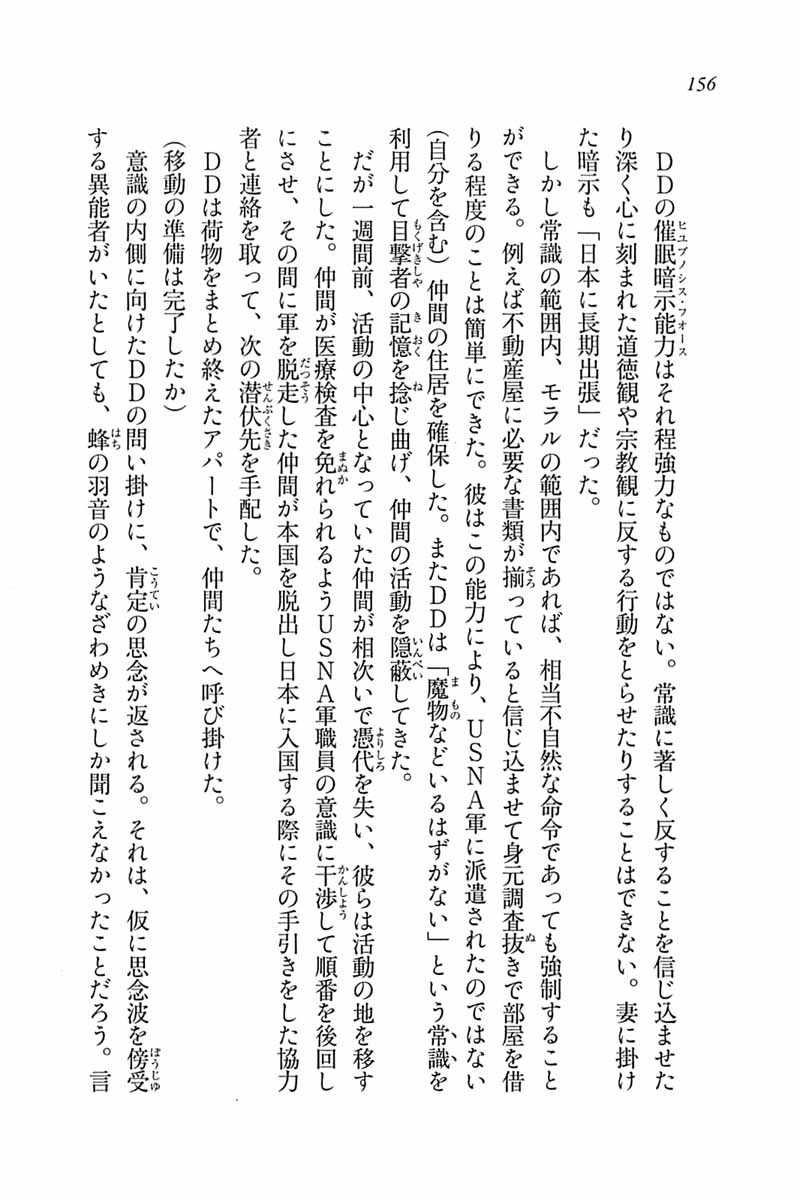 156
DDの催眠暗示能力はそれ程強力なものではない。常識に著しく反することを信じ込ませた
り深く心に刻まれた道徳観や宗教観に反する行動をとらせたりすることはできない。妻に掛け
た暗示も「日本に長期出張」だった。
しかし常識の範囲内、モラルの範囲内であれば、相当不自然な命令であっても強制すること
ができる。例えば不動産屋に必要な書類が揃っていると信じ込ませて身元調査抜きで部屋を借
りる程度のことは簡単にできた。彼はこの能力により、USNA軍に派遣されたのではない
(自分を含む)仲間の住居を確保した。またDDは「魔物などいるはずがない」という常識を
利用して目撃者の記憶を捻じ曲げ、仲間の活動を隠蔽してきた。
だが一週間前、活動の中心となっていた仲間が相次いで憑代を失い、彼らは活動の地を移す
ことにした。仲間が医療検査を免れられるようUSNA軍職員の意識に干渉して順番を後回し
にさせ、その間に軍を脱走した仲間が本国を脱出し日本に入国する際にその手引きをした協力
者と連絡を取って、次の潜伏先を手配した。
DDは荷物をまとめ終えたアパートで、仲間たちへ呼び掛けた。
(移動の準備は完了したか)
意識の内側に向けたDDの問い掛けに、肯定の思念が返される。それは、仮に思念波を傍受
する異能者がいたとしても、蜂の羽音のようなざわめきにしか聞こえなかったことだろう。言